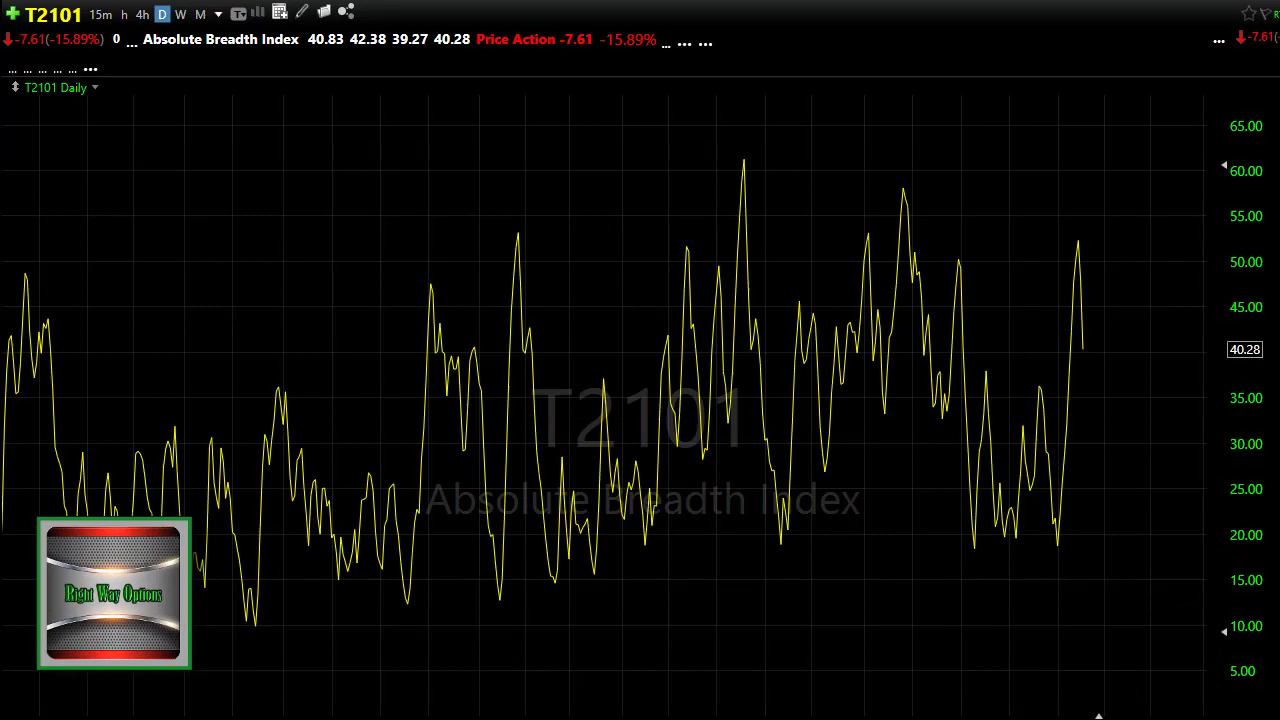 T2101 15m h 4h D W M T
-7.61(-15.89%) 0 ... Absolute Breadth Index 40.83 42.38 39.27 40.28 Price Action -7.61 -15.89% ... ... ... ... -7.61(
... ... ... ... ... ...
T2101 Daily
65.00
60.00
55.00
50.00
45.00
40.28
35.00
30.00
25.00
20.00
15.00
10.00
5.00
T2101
Absolute Breadth Index
Right Way Options